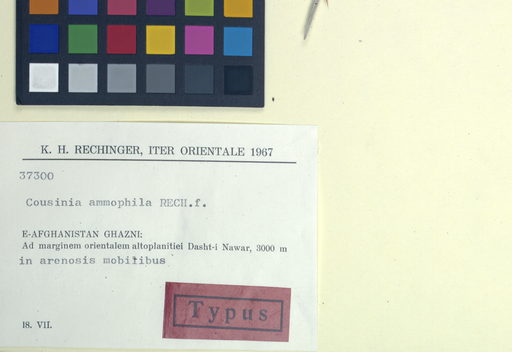 K. H. RECHINGER, ITER ORIENTALE 1967
37300
Cousinia ammophila RECH.f.
E-AFGHANISTAN GHAZNI:
Ad marginem orientalem altoplanitiei Dasht-i Nawar, 3000 m
in arenosis mobilibus
18. VII.
Typus